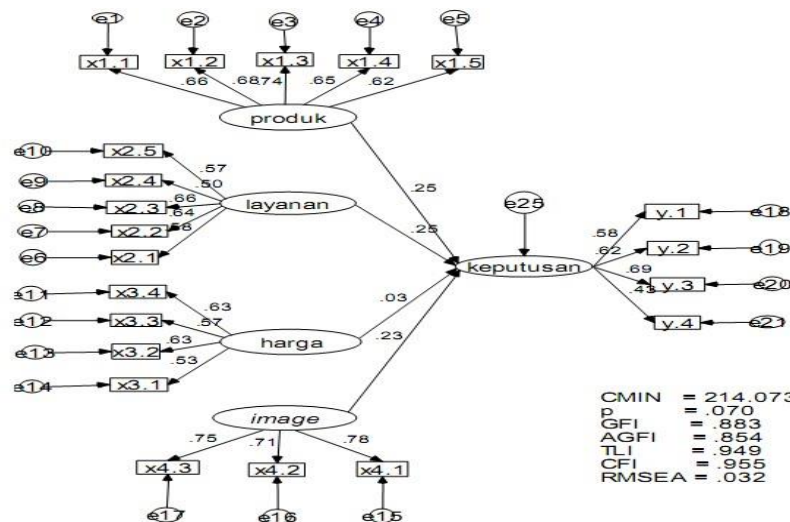 e1 e2 e3 e4 e5
x1.1 x1.2 x1.3 x1.4 x1.5
.66 .68 .74 .65 .62
produk
e10 x2.5 .57
e9 x2.4 .50
e8 x2.3 .66
e7 x2.2 .64
e6 x2.1 .58
layanan
.25
.25
e25
keputusan
.58 y.1 e18
.62 y.2 e19
.69 y.3 e20
.43 y.4 e21
e11 x3.4 .63
e12 x3.3 .57
e13 x3.2 .63
e14 x3.1 .53
harga
.03
.23
image
.75 .71 .78
x4.3 x4.2 x4.1
e17 e16 e15
CMIN = 214.073
p = .070
GFI = .883
AGFI = .854
TLI = .949
CFI = .955
RMSEA = .032